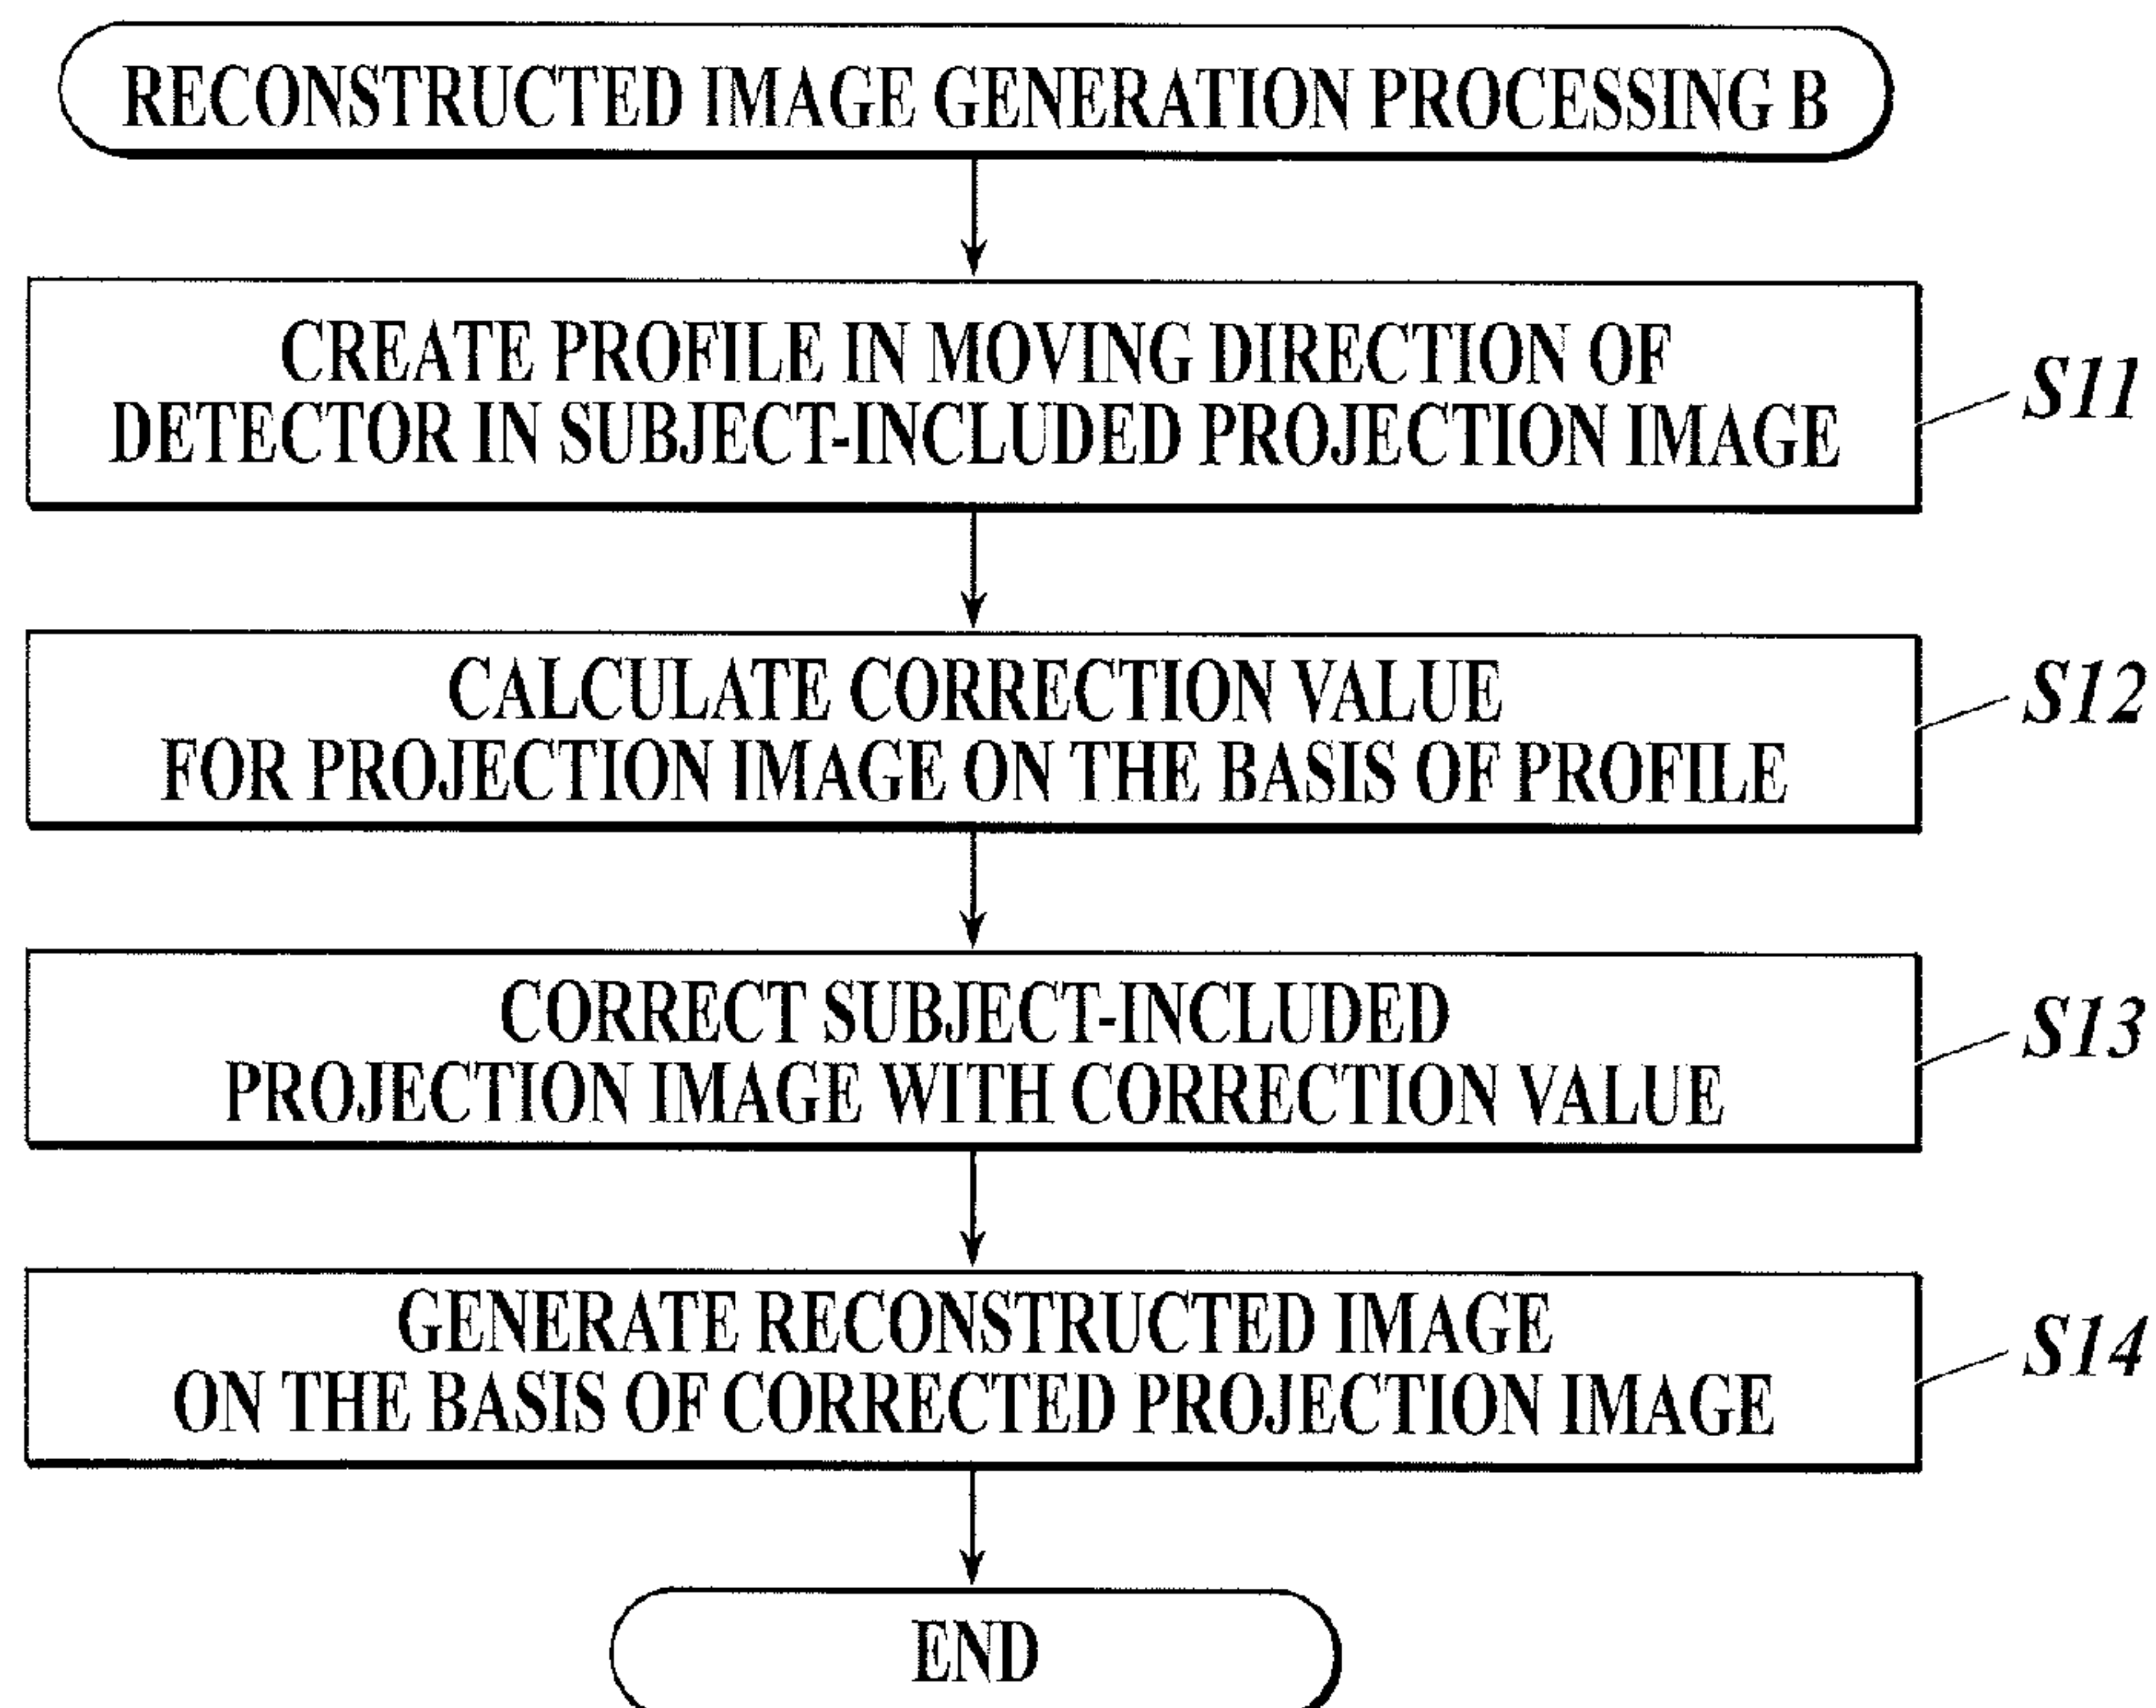 RECONSTRUCTED IMAGE GENERATION PROCESSING B
CREATE PROFILE IN MOVING DIRECTION OF
DETECTOR IN SUBJECT-INCLUDED PROJECTION IMAGE
S11
CALCULATE CORRECTION VALUE
FOR PROJECTION IMAGE ON THE BASIS OF PROFILE
S12
CORRECT SUBJECT-INCLUDED
PROJECTION IMAGE WITH CORRECTION VALUE
S13
GENERATE RECONSTRUCTED IMAGE
ON THE BASIS OF CORRECTED PROJECTION IMAGE
S14
END